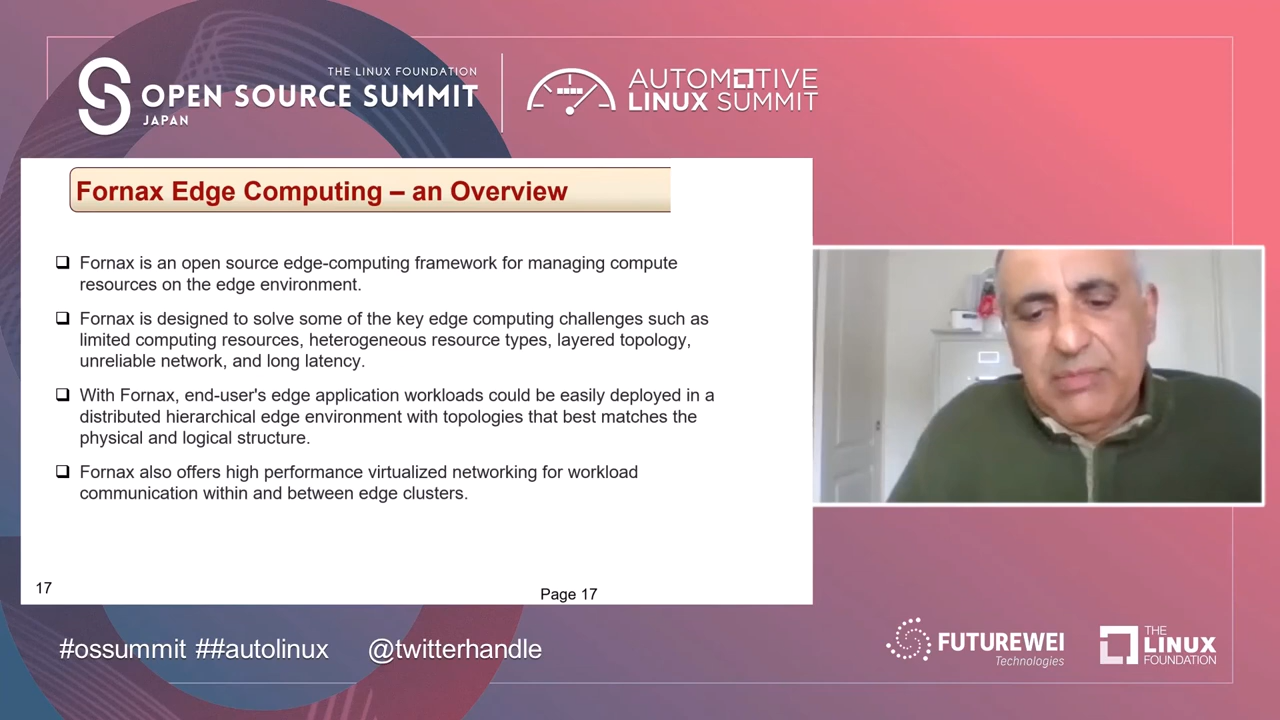 THE LINUX FOUNDATION
OPEN SOURCE SUMMIT
JAPAN
AUTOMOTIVE
LINUX SUMMIT
Fornax Edge Computing – an Overview
Fornax is an open source edge-computing framework for managing compute
resources on the edge environment.
Fornax is designed to solve some of the key edge computing challenges such as
limited computing resources, heterogeneous resource types, layered topology,
unreliable network, and long latency.
With Fornax, end-user's edge application workloads could be easily deployed in a
distributed hierarchical edge environment with topologies that best matches the
physical and logical structure.
Fornax also offers high performance virtualized networking for workload
communication within and between edge clusters.
17
Page 17
#ossummit ##autolinux @twitterhandle
FUTUREWEI
Technologies
THE
LINUX
FOUNDATION